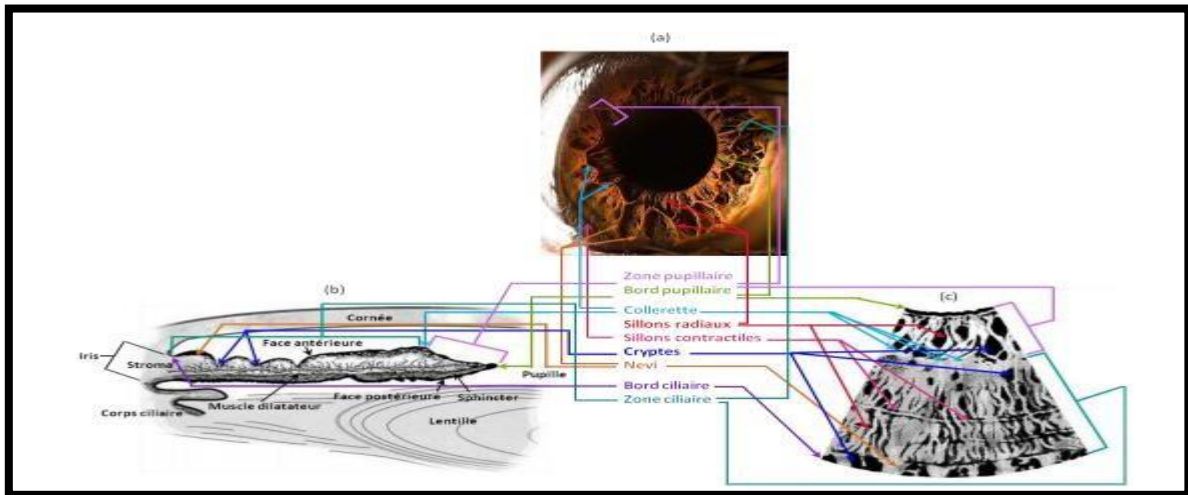 (a)
Zone pupillaire
Bord pupillaire
(b)
(c)
Collerette
Cornée
Sillons radiaux
Sillons contractiles
Face antérieure
Iris
Cryptes
Stroma
Nevi
Pupille
Bord ciliaire
Face postérieure
Sphincter
Muscle dilatateur
Zone ciliaire
Corps ciliaire
Lentille